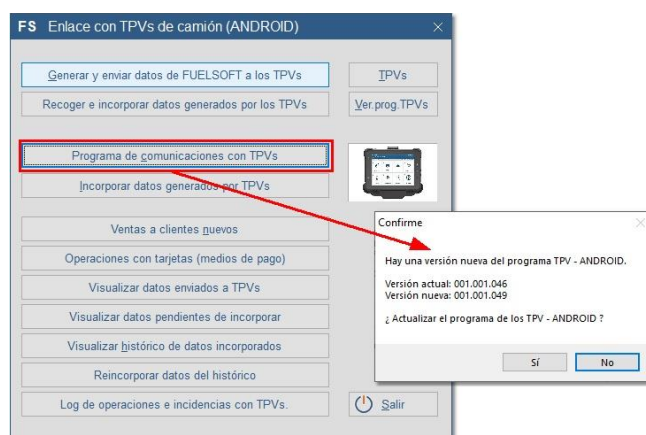 FS Enlace con TPVs de camión (ANDROID)
Generar y enviar datos de FUELSOFT a los TPVs
TPVs
Recoger e incorporar datos generados por los TPVs
Ver.prog.TPVs
Programa de comunicaciones con TPVs
Incorporar datos generados por TPVs
Ventas a clientes nuevos
Operaciones con tarjetas (medios de pago)
Visualizar datos enviados a TPVs
Visualizar datos pendientes de incorporar
Visualizar histórico de datos incorporados
Reincorporar datos del histórico
Log de operaciones e incidencias con TPVs.
Salir
Confirme
Hay una versión nueva del programa TPV - ANDROID.
Versión actual: 001.001.046
Versión nueva: 001.001.049
¿ Actualizar el programa de los TPV - ANDROID ?
Sí
No